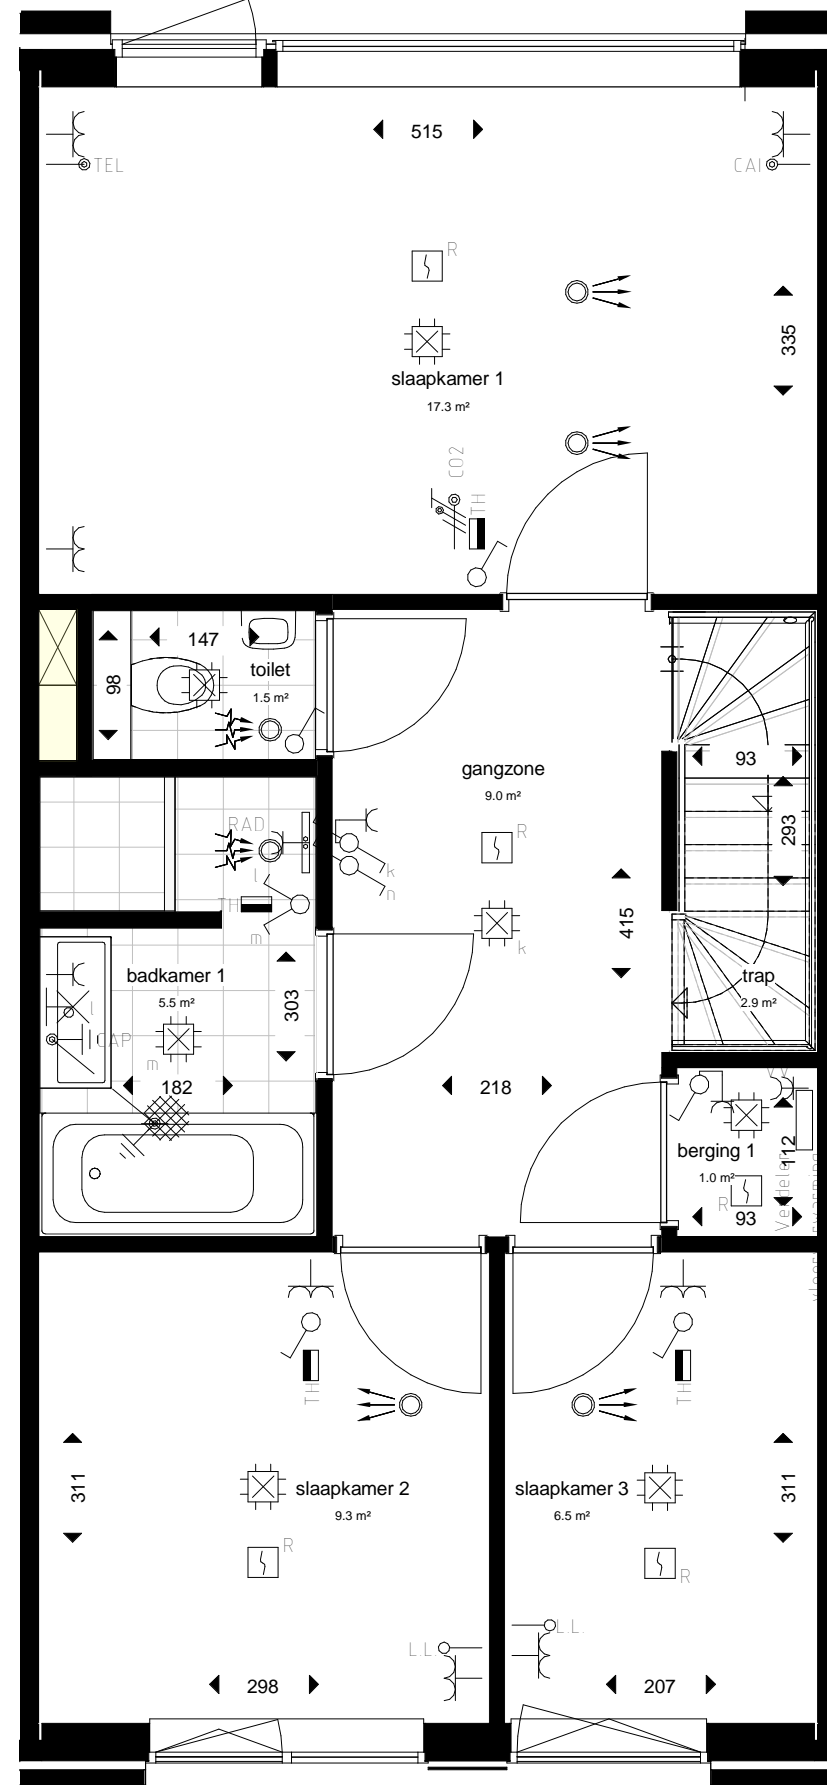 515
TEL
CAI
R
335
slaapkamer 1
17.3 m²
CO2
TH
147
toilet
1.5 m²
98
gangzone
9.0 m²
93
293
RAD
R
k
n
l
TH
m
415
k
badkamer 1
5.5 m²
303
trap
2.9 m²
l
CAP
m
182
218
VV
berging 1
1.0 m²
112
R
93
Verdeler
vloerverwarming
TH
TH
311
slaapkamer 2
9.3 m²
slaapkamer 3
6.5 m²
311
R
R
L.L.
L.L.
298
207